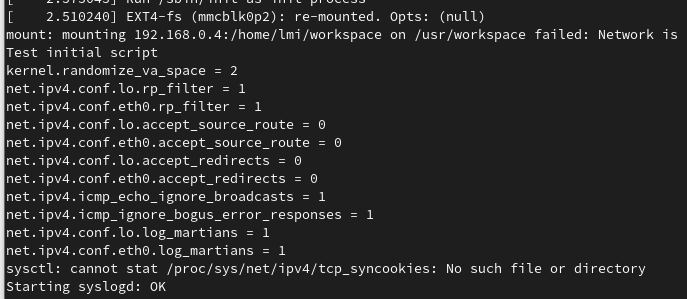 [    2.510240] EXT4-fs (mmcblk0p2): re-mounted. Opts: (null)
mount: mounting 192.168.0.4:/home/lmi/workspace on /usr/workspace failed: Network is
Test initial script
kernel.randomize_va_space = 2
net.ipv4.conf.lo.rp_filter = 1
net.ipv4.conf.eth0.rp_filter = 1
net.ipv4.conf.lo.accept_source_route = 0
net.ipv4.conf.eth0.accept_source_route = 0
net.ipv4.conf.lo.accept_redirects = 0
net.ipv4.conf.eth0.accept_redirects = 0
net.ipv4.icmp_echo_ignore_broadcasts = 1
net.ipv4.icmp_ignore_bogus_error_responses = 1
net.ipv4.conf.lo.log_martians = 1
net.ipv4.conf.eth0.log_martians = 1
sysctl: cannot stat /proc/sys/net/ipv4/tcp_syncookies: No such file or directory
Starting syslogd: OK